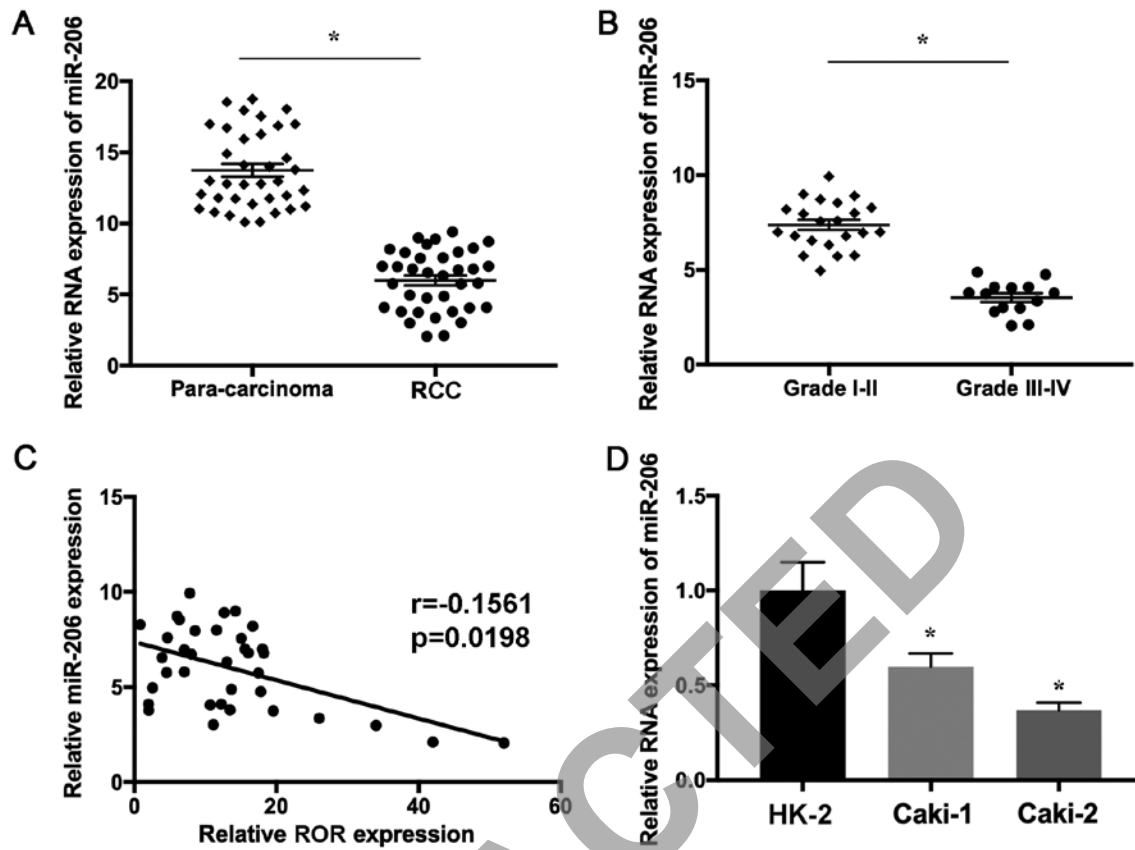 A
Relative RNA expression of miR-206
20
15
10
5
0
*
Para-carcinoma
RCC
B
Relative RNA expression of miR-206
15
10
5
0
*
Grade I-II
Grade III-IV
C
Relative miR-206 expression
15
10
5
0
r=-0.1561
p=0.0198
0
20
40
60
Relative ROR expression
D
Relative RNA expression of miR-206
1.5
1.0
0.5
0.0
*
*
HK-2
Caki-1
Caki-2
CTED